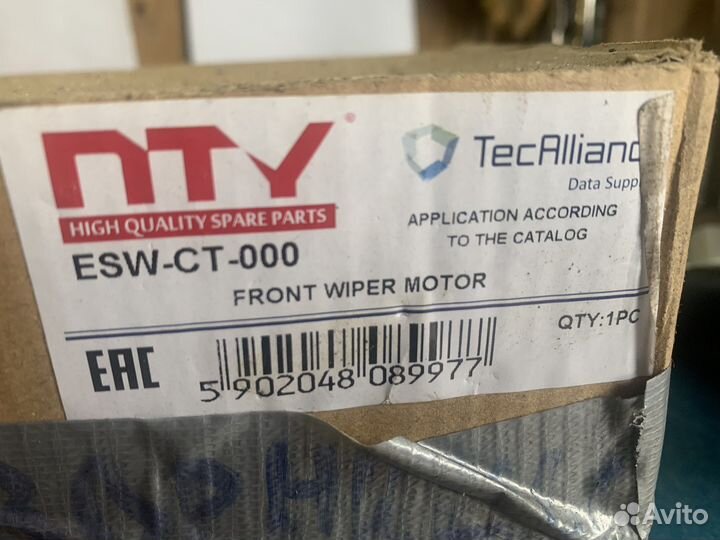 NTY®
TecAllianc
HIGH QUALITY SPARE PARTS
Data Suppl
APPLICATION ACCORDING
TO THE CATALOG
ESW-CT-000
FRONT WIPER MOTOR
QTY:1PC
EAC
5 902048 089977
Avito